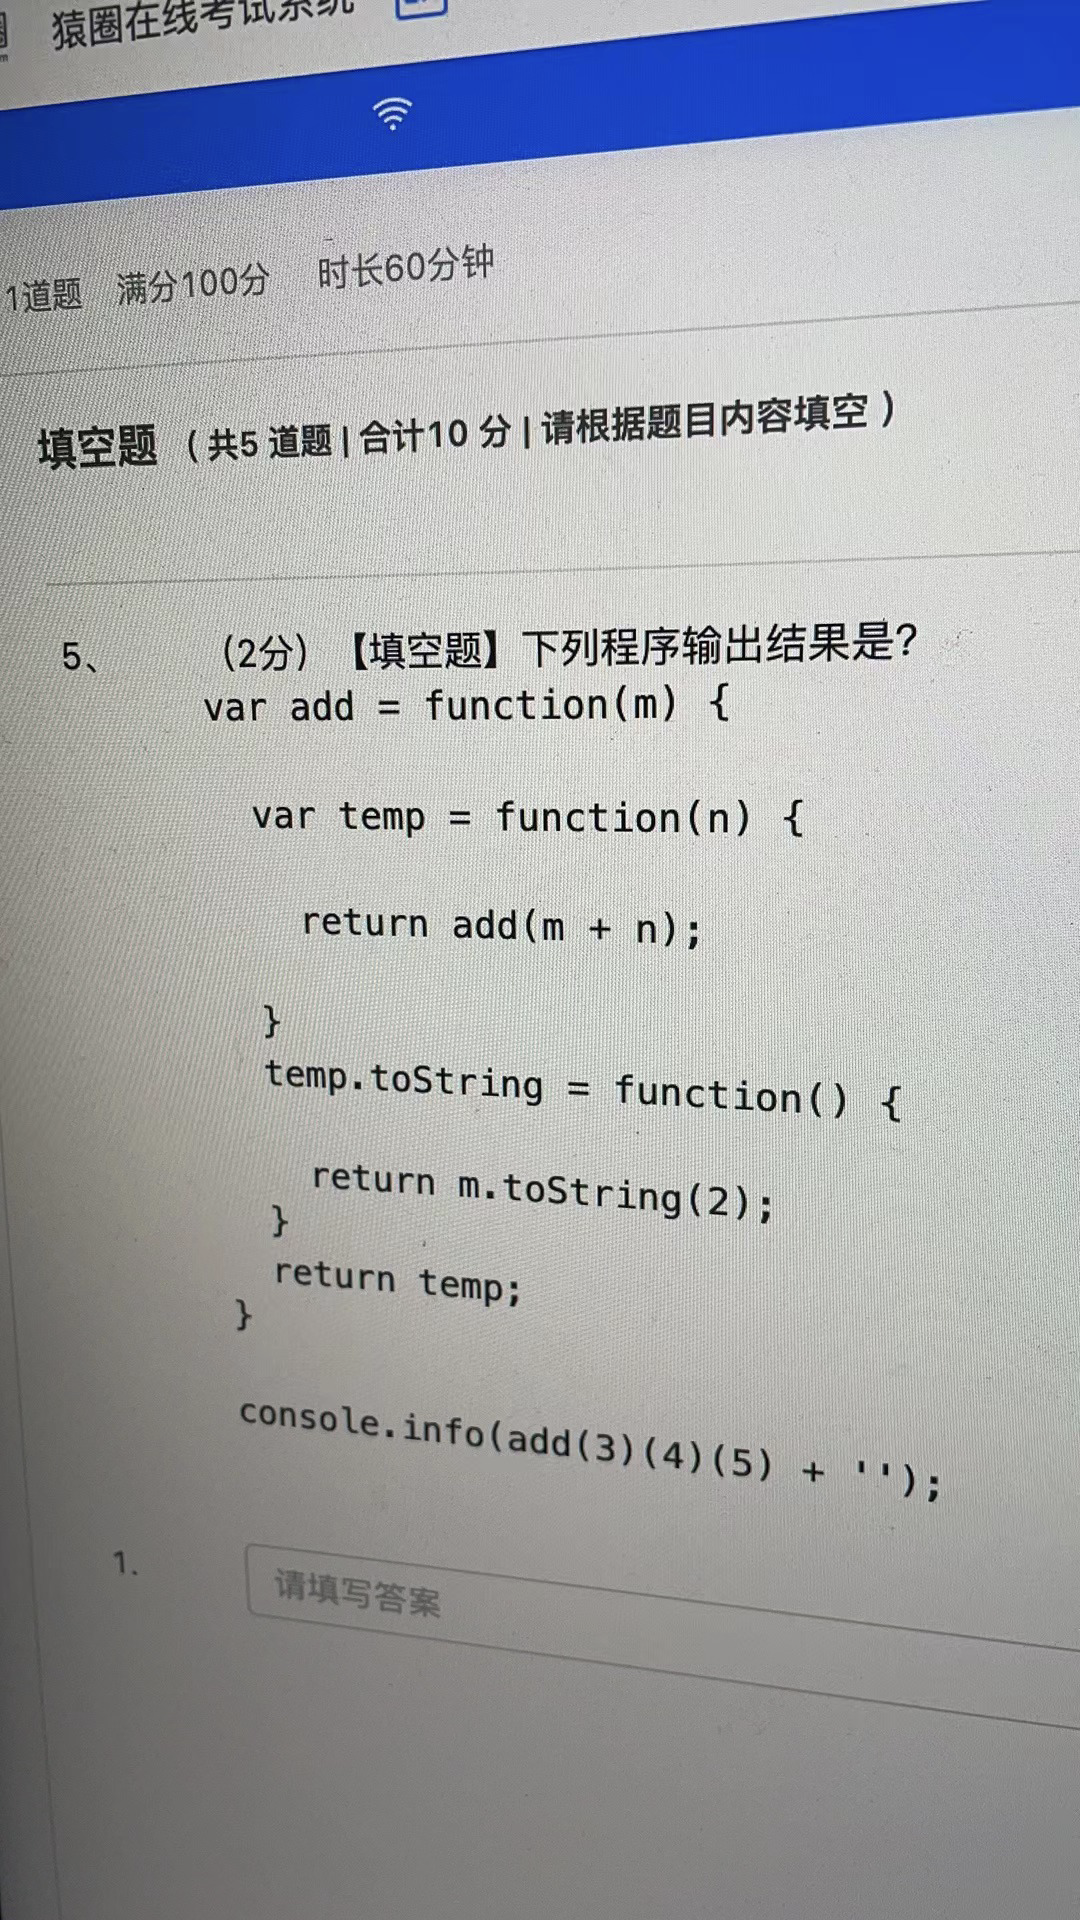 猿圈在线考试系统
1道题 满分100分 时长60分钟
填空题 (共5 道题 | 合计10 分 | 请根据题目内容填空 )
5、 (2分) 【填空题】下列程序输出结果是?
var add = function(m) {
var temp = function(n) {
return add(m + n);
}
temp.toString = function() {
return m.toString(2);
}
return temp;
}
console.info(add(3)(4)(5) + '');
1. 请填写答案